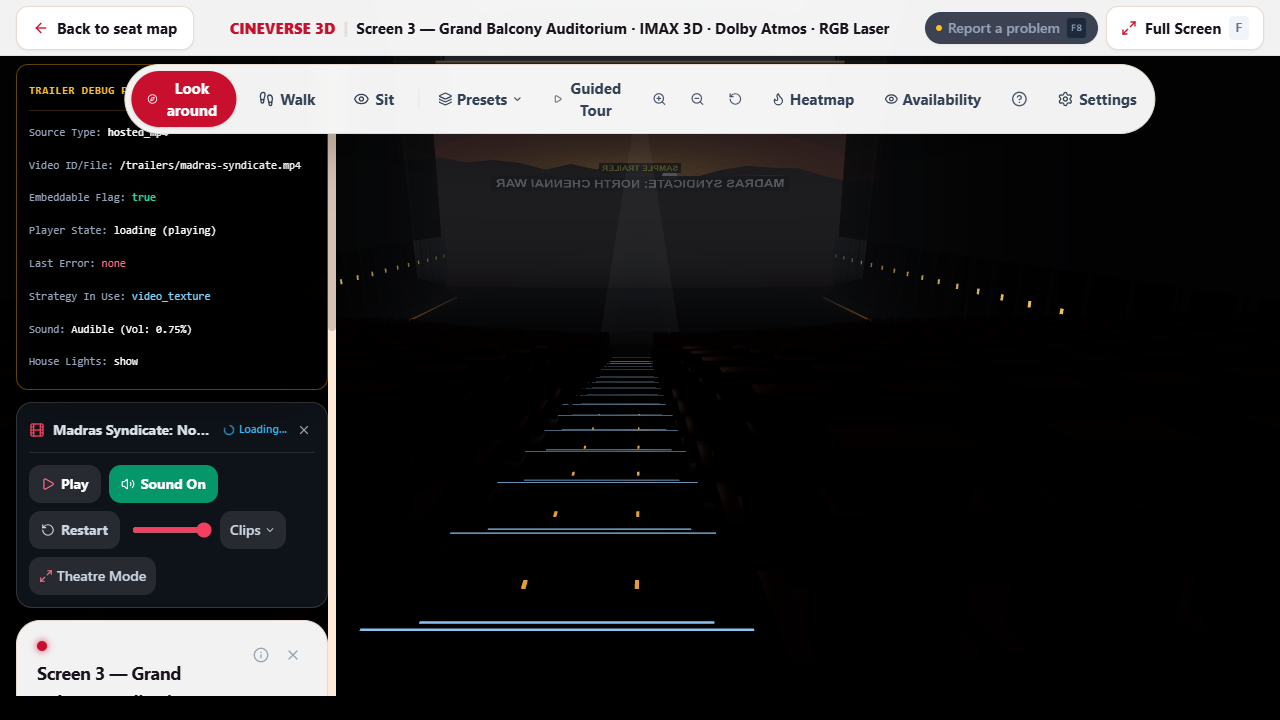 Back to seat map
CINEVERSE 3D | Screen 3 — Grand Balcony Auditorium · IMAX 3D · Dolby Atmos · RGB Laser
Report a problem F8
Full Screen F
TRAILER DEBUG
Look around
Walk
Sit
Presets
Guided Tour
Heatmap
Availability
Settings
Source Type: hosted_mp4
Video ID/File: /trailers/madras-syndicate.mp4
Embeddable Flag: true
Player State: loading (playing)
Last Error: none
Strategy In Use: video_texture
Sound: Audible (Vol: 0.75%)
House Lights: show
SAMPLE TRAILER
MADRAS SYNDICATE: NORTH CHENNAI WAR
Madras Syndicate: No... Loading...
Play
Sound On
Restart
Clips
Theatre Mode
Screen 3 — Grand